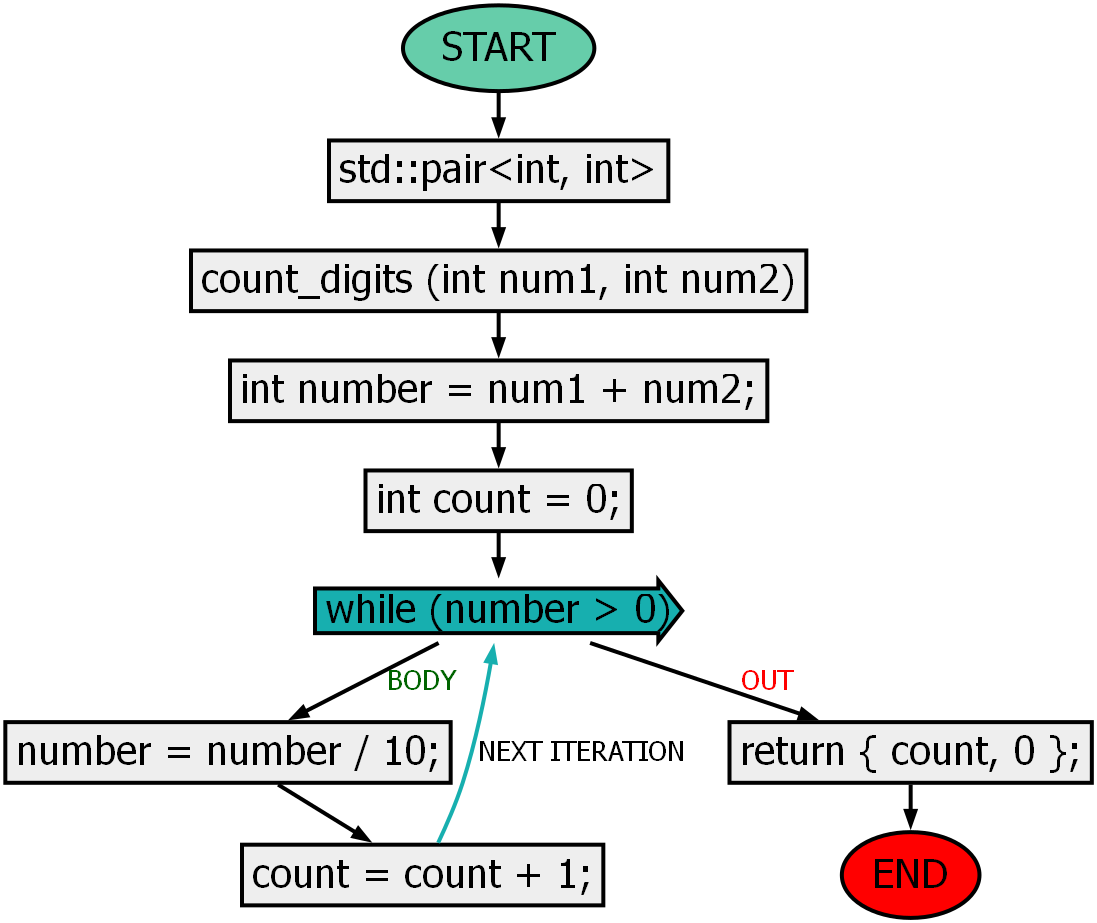 START
std::pair<int, int>
count_digits (int num1, int num2)
int number = num1 + num2;
int count = 0;
while (number > 0)
BODY
OUT
number = number / 10;
NEXT ITERATION
return { count, 0 };
count = count + 1;
END